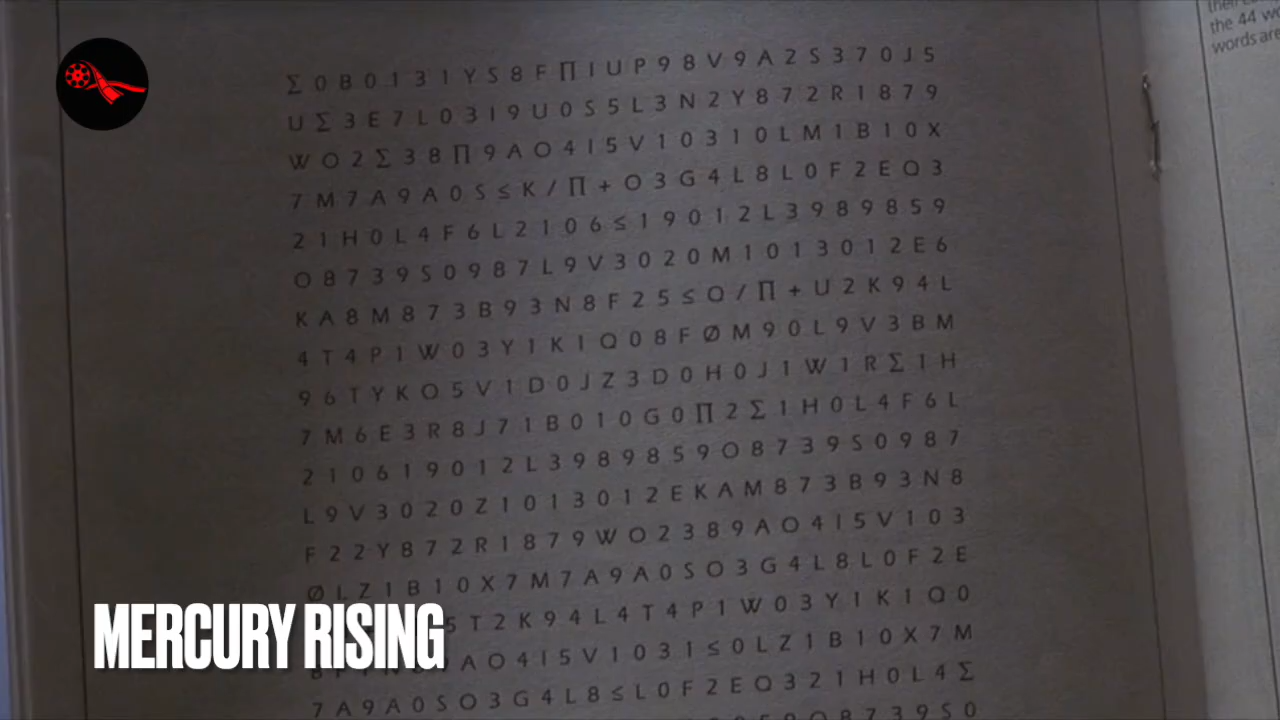 the 44 wo
words are
Σ 0 B 0 1 3 1 Y S 8 F Π I U P 9 8 V 9 A 2 S 3 7 0 J 5
U Σ 3 E 7 L 0 3 I 9 U 0 S 5 L 3 N 2 Y 8 7 2 R 1 8 7 9
W O 2 Σ 3 8 Π 9 A O 4 I 5 V 1 0 3 1 0 L M 1 B 1 0 X
7 M 7 A 9 A 0 S ≤ K / Π + O 3 G 4 L 8 L 0 F 2 E Q 3
2 1 H 0 L 4 F 6 L 2 1 0 6 ≤ 1 9 0 1 2 L 3 9 8 9 8 5 9
O 8 7 3 9 S 0 9 8 7 L 9 V 3 0 2 0 M 1 0 1 3 0 1 2 E 6
K A 8 M 8 7 3 B 9 3 N 8 F 2 5 ≤ Q / Π + U 2 K 9 4 L
4 T 4 P 1 W 0 3 Y 1 K 1 Q 0 8 F Ø M 9 0 L 9 V 3 B M
9 6 T Y K O 5 V 1 D 0 J Z 3 D 0 H 0 J 1 W 1 R Σ 1 H
7 M 6 E 3 R 8 J 7 1 B 0 1 0 G 0 Π 2 Σ 1 H 0 L 4 F 6 L
2 1 0 6 1 9 0 1 2 L 3 9 8 9 8 5 9 O 8 7 3 9 S 0 9 8 7
L 9 V 3 0 2 0 Z 1 0 1 3 0 1 2 E K A M 8 7 3 B 9 3 N 8
F 2 2 Y 8 7 2 R 1 8 7 9 W O 2 3 8 9 A O 4 I 5 V 1 0 3
Ø L Z 1 B 1 0 X 7 M 7 A 9 A 0 S O 3 G 4 L 8 L 0 F 2 E
5 T 2 K 9 4 L 4 T 4 P 1 W 0 3 Y 1 K 1 Q 0
A O 4 I 5 V 1 0 3 1 ≤ 0 L Z 1 B 1 0 X 7 M
7 A 9 A 0 S O 3 G 4 L 8 ≤ L 0 F 2 E Q 3 2 1 H 0 L 4 Σ
8 7 3 9 S 0
MERCURY RISING